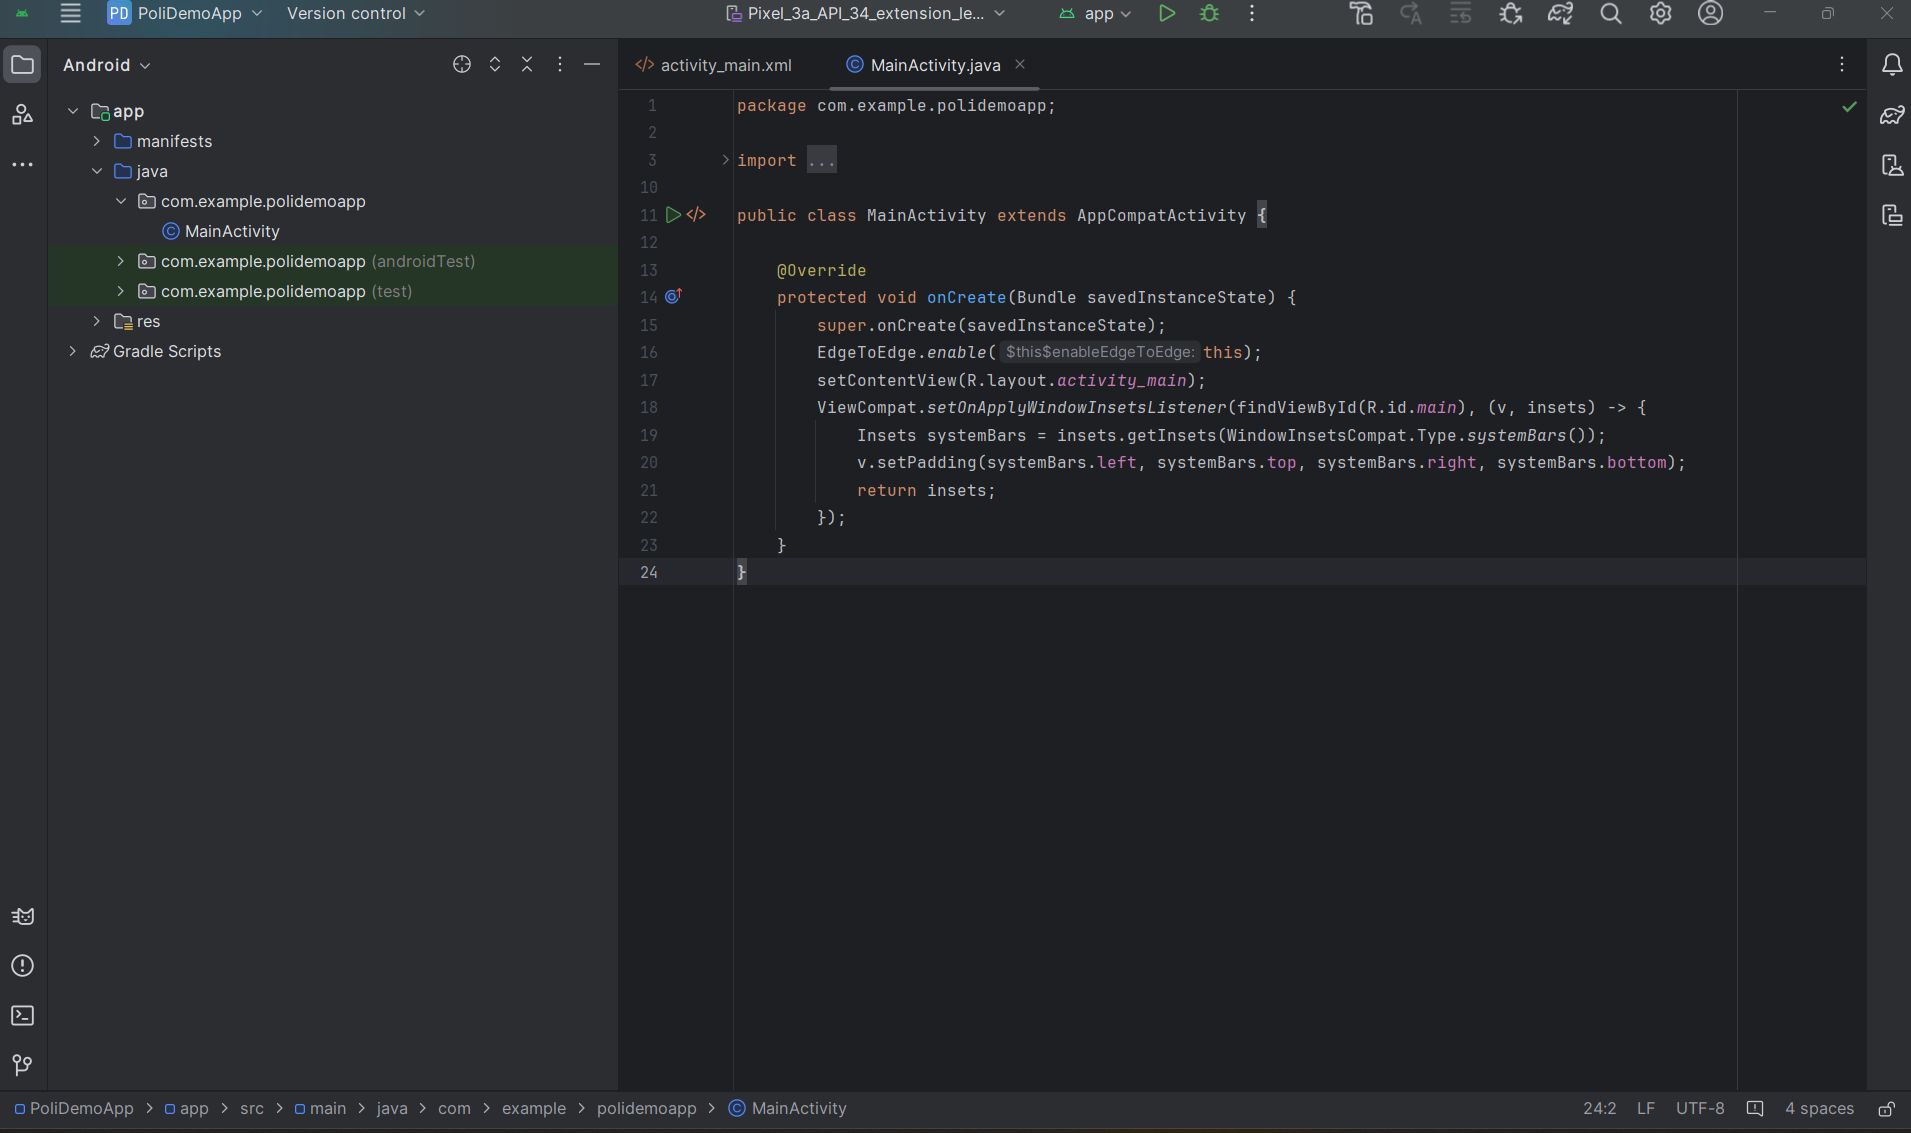 PD PoliDemoApp Version control Pixel_3a_API_34_extension_le... app
Android
app
manifests
java
com.example.polidemoapp
MainActivity
com.example.polidemoapp (androidTest)
com.example.polidemoapp (test)
res
Gradle Scripts
activity_main.xml MainActivity.java
1 package com.example.polidemoapp;
2
3 import ...
10
11 public class MainActivity extends AppCompatActivity {
12
13 @Override
14 protected void onCreate(Bundle savedInstanceState) {
15 super.onCreate(savedInstanceState);
16 EdgeToEdge.enable( $this$enableEdgeToEdge: this);
17 setContentView(R.layout.activity_main);
18 ViewCompat.setOnApplyWindowInsetsListener(findViewById(R.id.main), (v, insets) -> {
19 Insets systemBars = insets.getInsets(WindowInsetsCompat.Type.systemBars());
20 v.setPadding(systemBars.left, systemBars.top, systemBars.right, systemBars.bottom);
21 return insets;
22 });
23 }
24 }
PoliDemoApp > app > src > main > java > com > example > polidemoapp > MainActivity 24:2 LF UTF-8 4 spaces